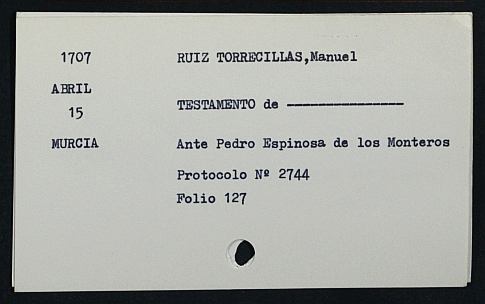 1707 RUIZ TORRECILLAS,Manuel
ABRIL
15 TESTAMENTO de ---------------
MURCIA Ante Pedro Espinosa de los Monteros
Protocolo Nº 2744
Folio 127